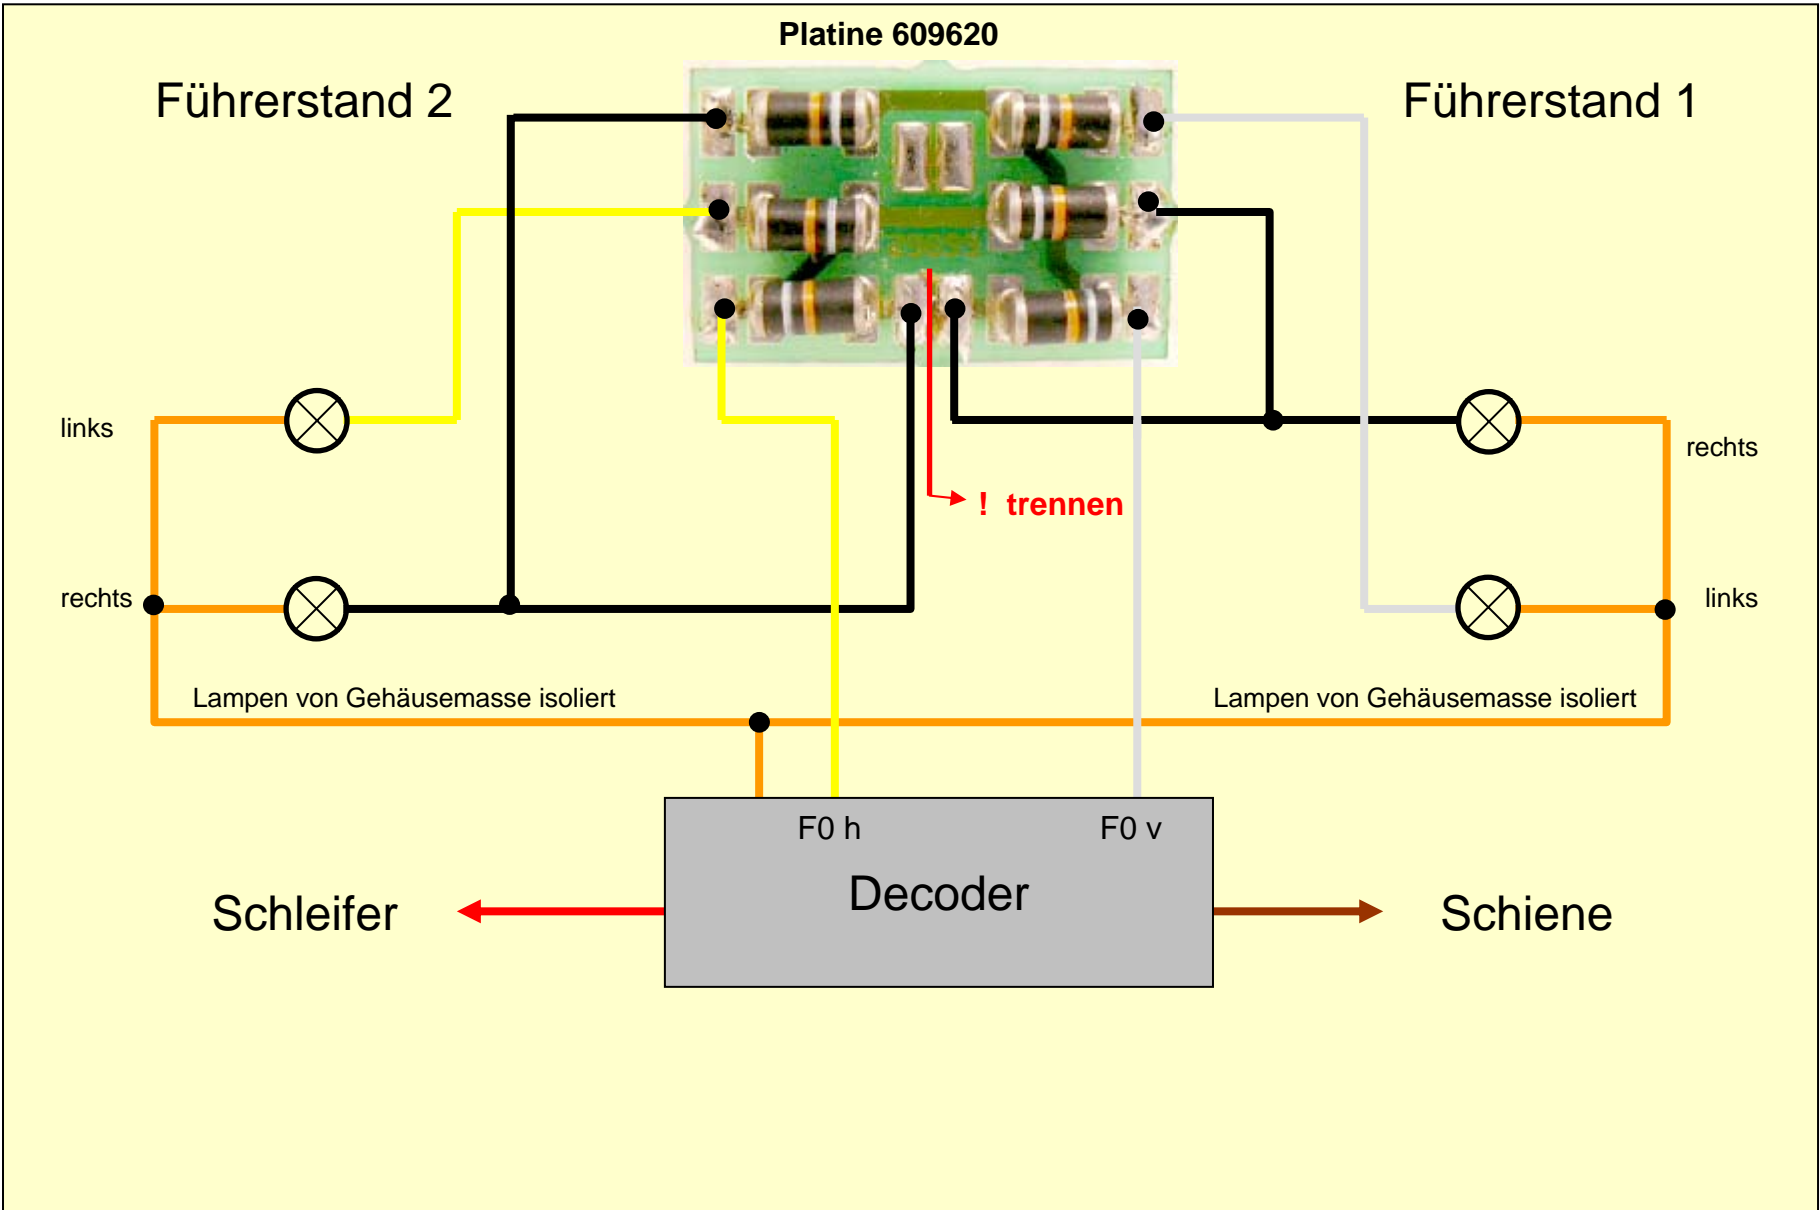 Platine 609620
Führerstand 2
Führerstand 1
links
rechts
! trennen
rechts
links
Lampen von Gehäusemasse isoliert
Lampen von Gehäusemasse isoliert
F0 h
F0 v
Decoder
Schleifer
Schiene